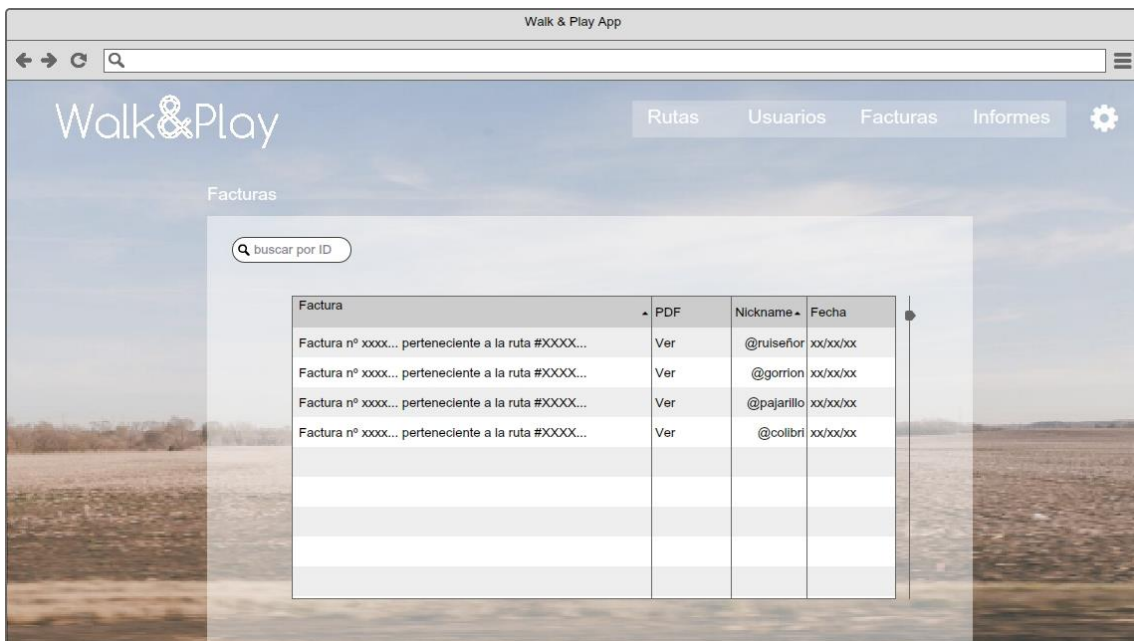 Walk & Play App
Walk&Play
Rutas Usuarios Facturas Informes
Facturas
buscar por ID
Factura PDF Nickname Fecha
Factura nº xxxx... perteneciente a la ruta #XXXX... Ver @ruiseñor xx/xx/xx
Factura nº xxxx... perteneciente a la ruta #XXXX... Ver @gorrion xx/xx/xx
Factura nº xxxx... perteneciente a la ruta #XXXX... Ver @pajarillo xx/xx/xx
Factura nº xxxx... perteneciente a la ruta #XXXX... Ver @colibri xx/xx/xx